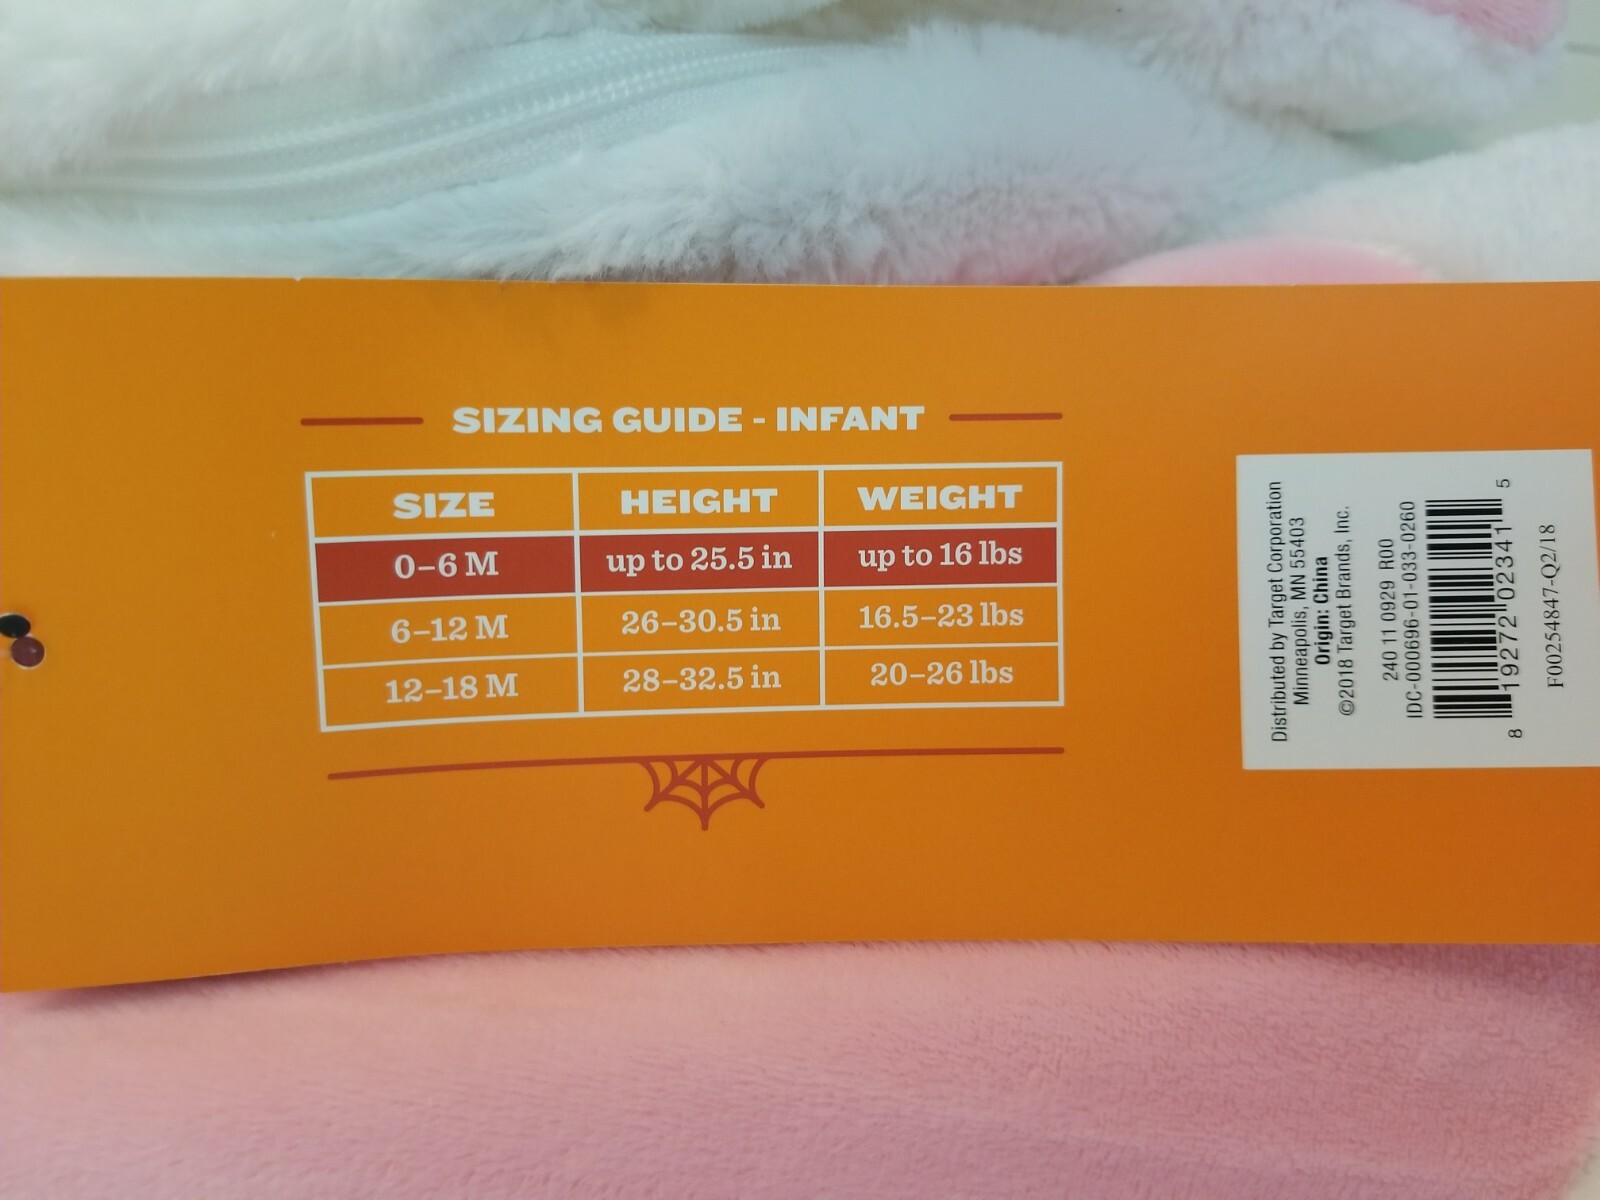 SIZING GUIDE - INFANT
SIZE HEIGHT WEIGHT
0–6 M up to 25.5 in up to 16 lbs
6–12 M 26–30.5 in 16.5–23 lbs
12–18 M 28–32.5 in 20–26 lbs
Distributed by Target Corporation
Minneapolis, MN 55403
Origin: China
©2018 Target Brands, Inc.
240 11 0929 R00
IDC-000696-01-033-0260
8 19272 02341 5
F00254847-Q2/18